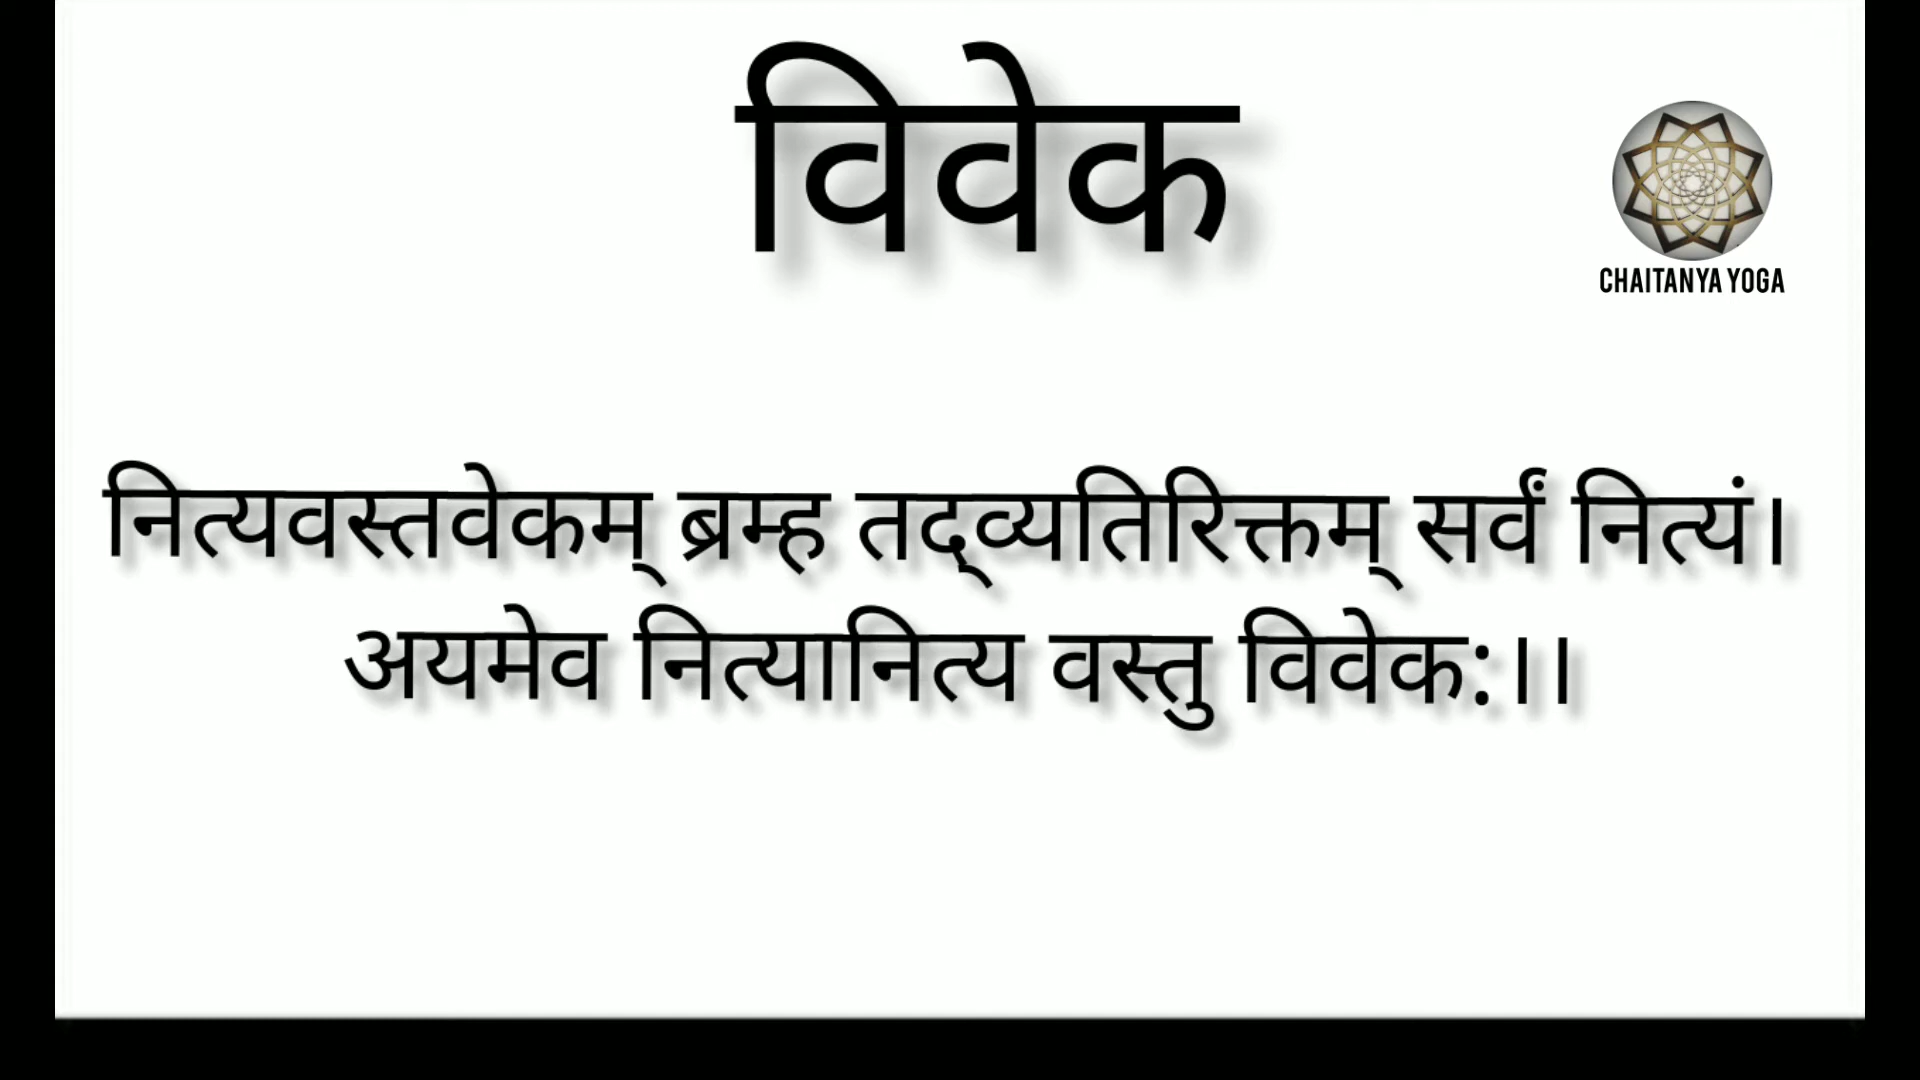 विवेक
CHAITANYA YOGA
नित्यवस्तवेकम् ब्रम्ह तद्व्यतिरिक्तम् सर्वं नित्यं।
अयमेव नित्यानित्य वस्तु विवेक:।।